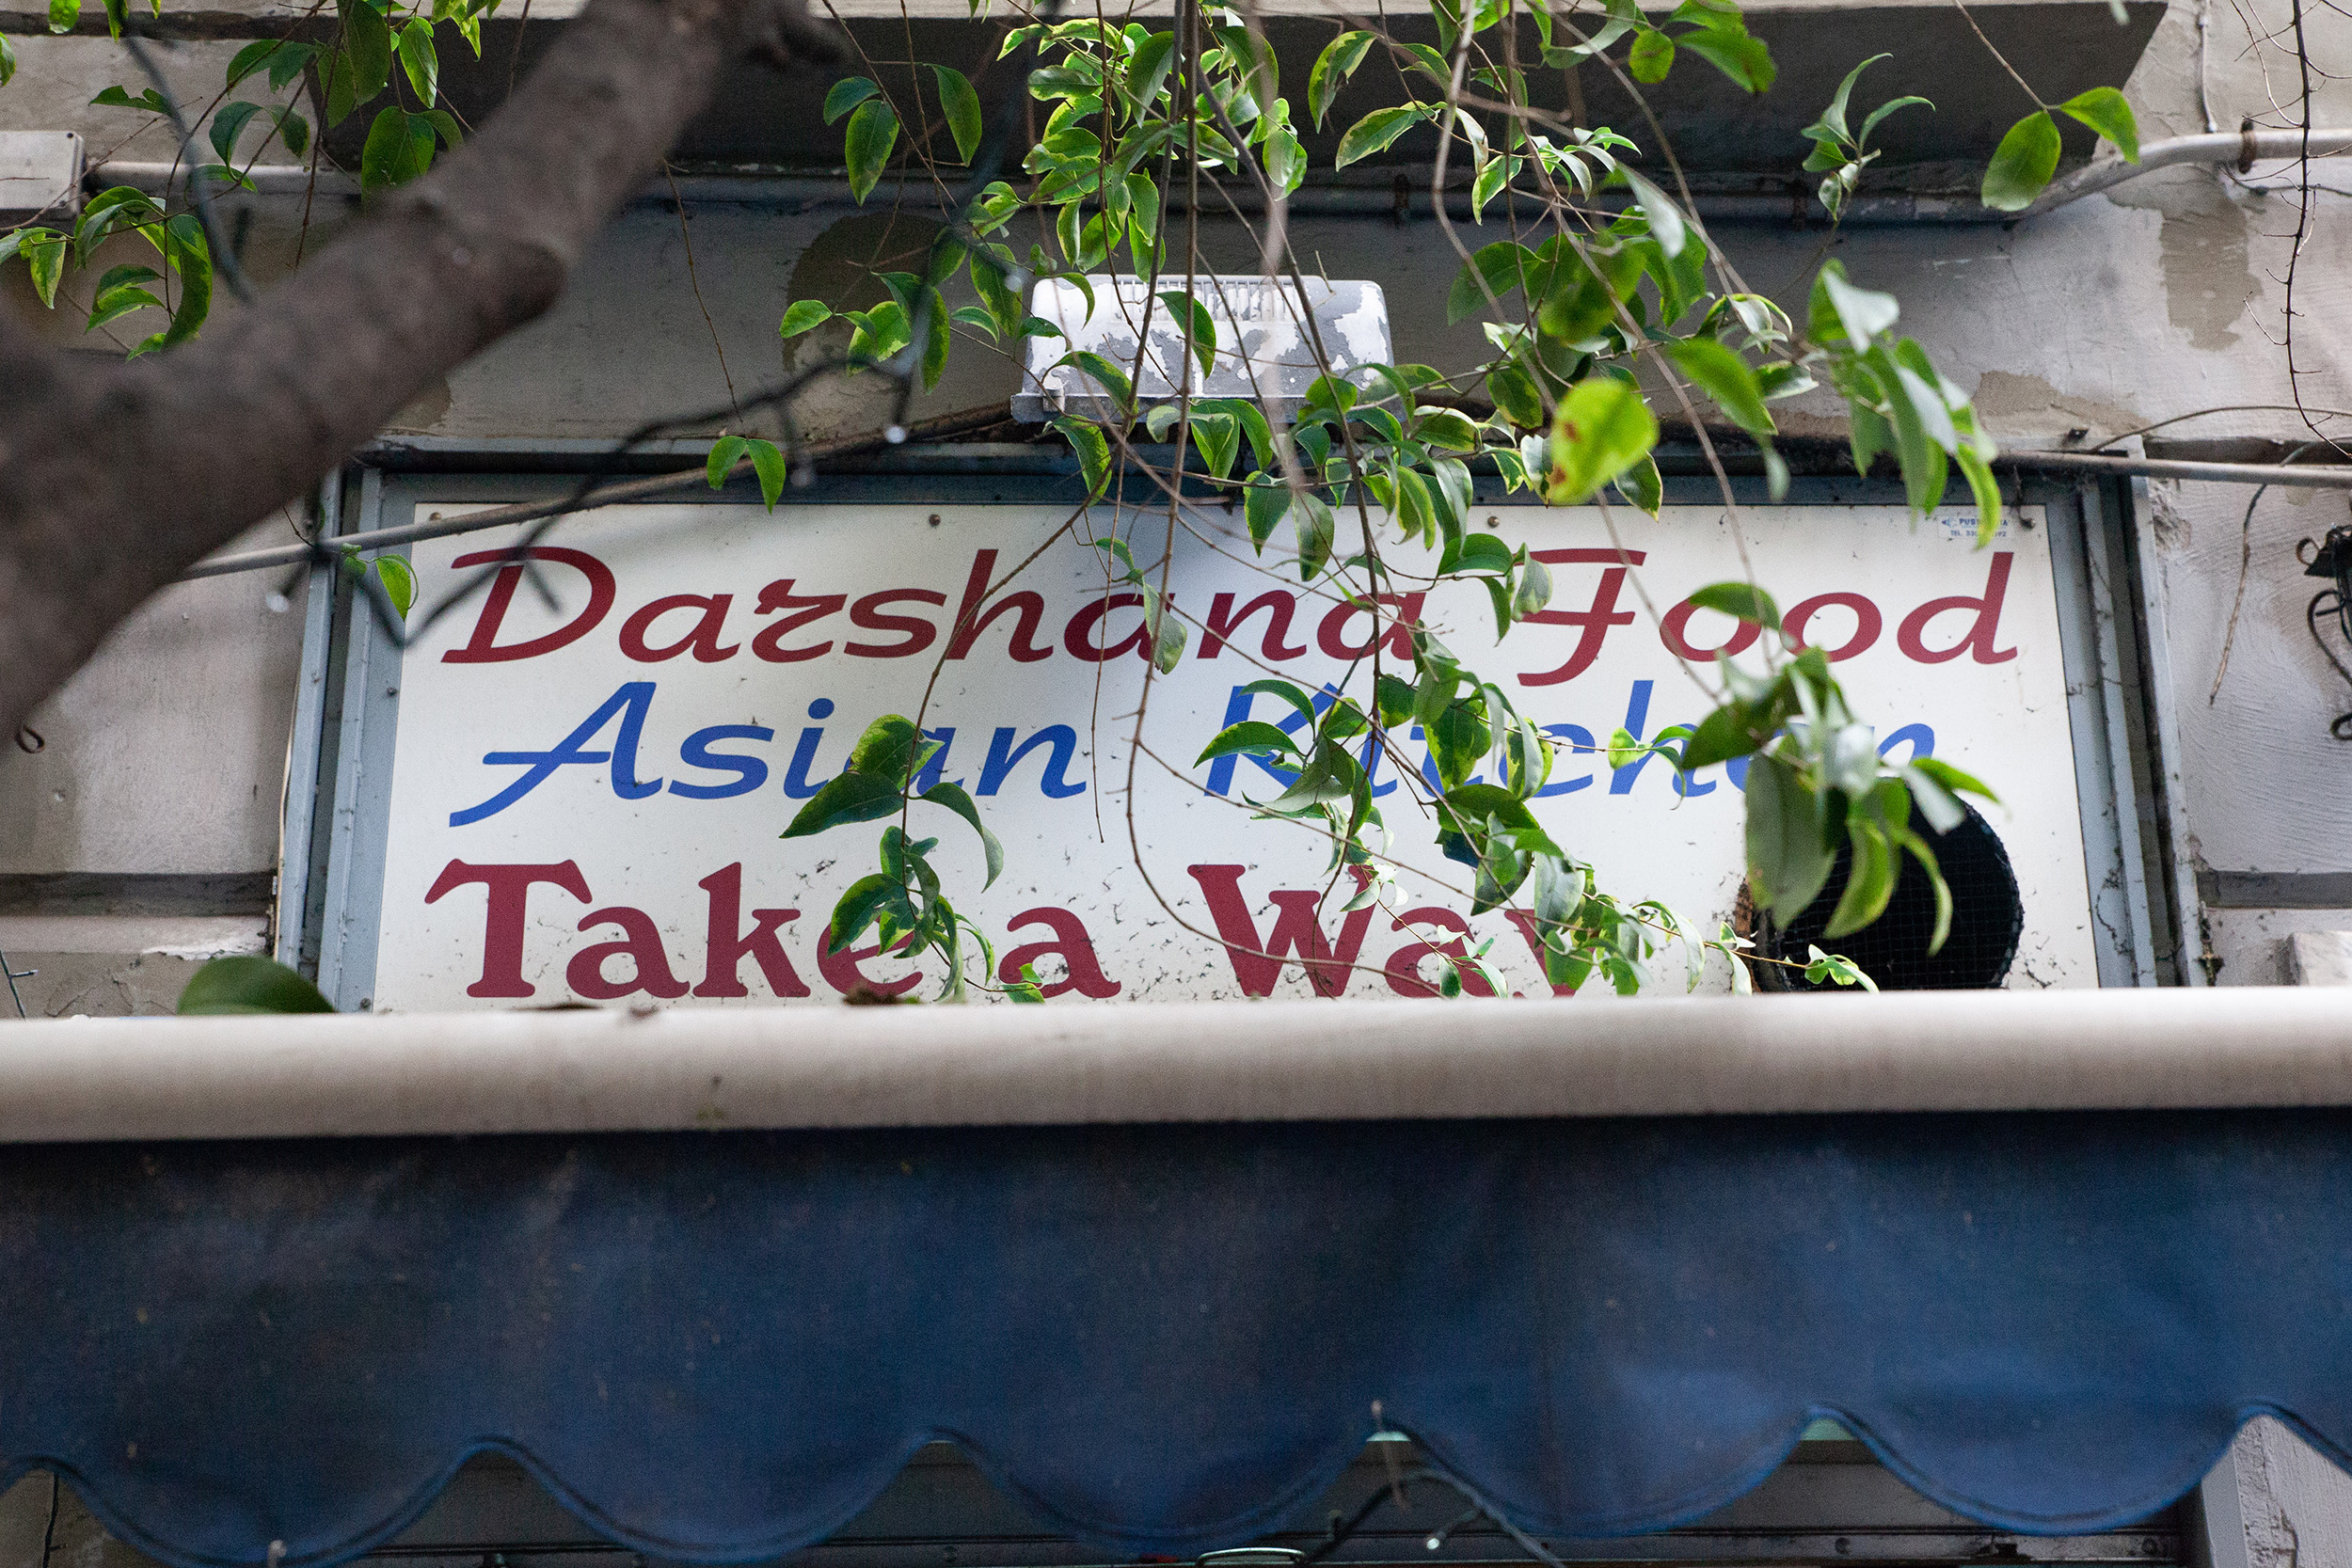 Darshana Food
Asian Kitchen
Take a Way